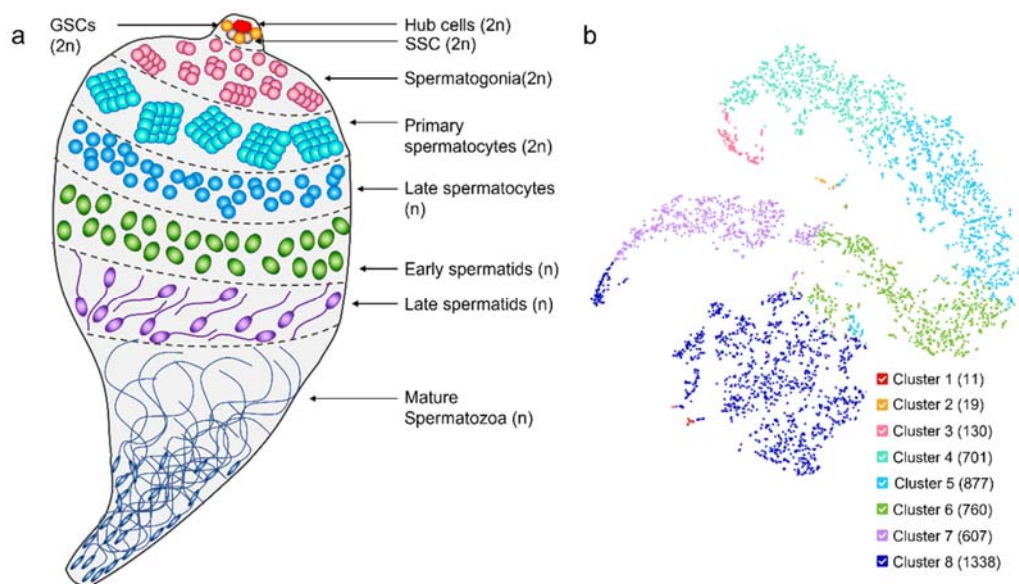 a
GSCs
(2n)
Hub cells (2n)
SSC (2n)
Spermatogonia(2n)
Primary
spermatocytes (2n)
Late spermatocytes
(n)
Early spermatids (n)
Late spermatids (n)
Mature
Spermatozoa (n)
b
Cluster 1 (11)
Cluster 2 (19)
Cluster 3 (130)
Cluster 4 (701)
Cluster 5 (877)
Cluster 6 (760)
Cluster 7 (607)
Cluster 8 (1338)